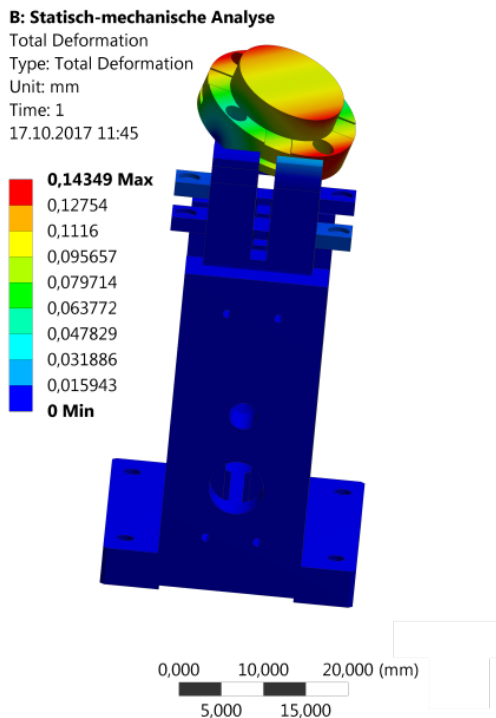 B: Statisch-mechanische Analyse
Total Deformation
Type: Total Deformation
Unit: mm
Time: 1
17.10.2017 11:45
0,14349 Max
0,12754
0,1116
0,095657
0,079714
0,063772
0,047829
0,031886
0,015943
0 Min
0,000 10,000 20,000 (mm)
5,000 15,000